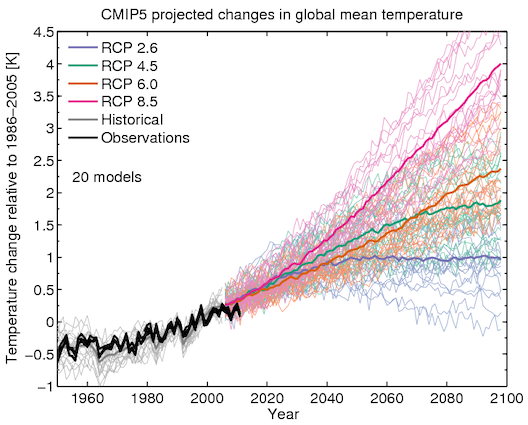 CMIP5 projected changes in global mean temperature
Temperature change relative to 1986–2005 [K]
4.5
4
3.5
3
2.5
2
1.5
1
0.5
0
−0.5
−1
RCP 2.6
RCP 4.5
RCP 6.0
RCP 8.5
Historical
Observations
20 models
1960 1980 2000 2020 2040 2060 2080 2100
Year